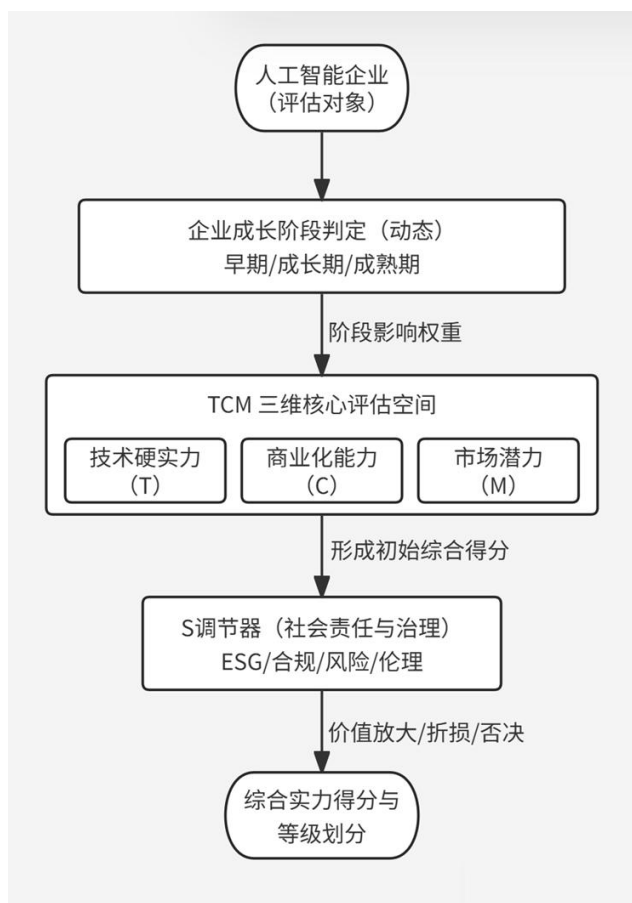 人工智能企业
（评估对象）
企业成长阶段判定（动态）
早期/成长期/成熟期
阶段影响权重
TCM 三维核心评估空间
技术硬实力
（T）
商业化能力
（C）
市场潜力
（M）
形成初始综合得分
S调节器（社会责任与治理）
ESG/合规/风险/伦理
价值放大/折损/否决
综合实力得分与
等级划分